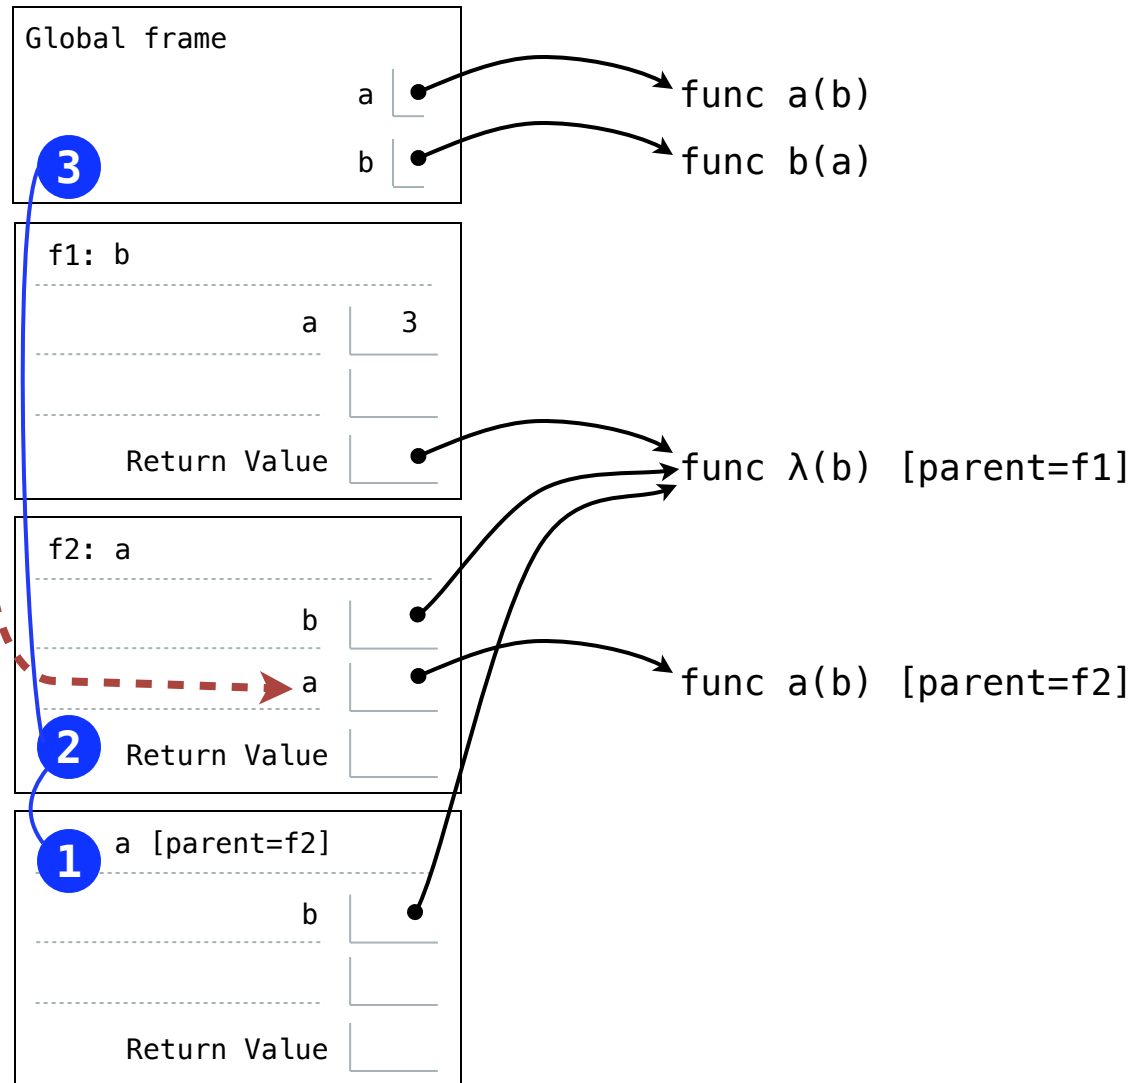 Global frame
a
func a(b)
b
func b(a)
3
f1: b
a 3
Return Value
func λ(b) [parent=f1]
f2: a
b
a
func a(b) [parent=f2]
2 Return Value
1 a [parent=f2]
b
Return Value